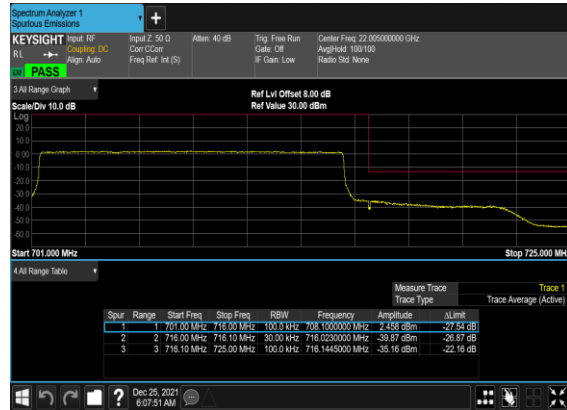 Spectrum Analyzer 1
Spurious Emissions
+
KEYSIGHT Input: RF Input Z: 50 Ω Atten: 40 dB Trig: Free Run Center Freq: 22.005000000 GHz
RL Coupling: DC Corr CCorr Gate: Off Avg|Hold: 100/100
Align: Auto Freq Ref: Int (S) IF Gain: Low Radio Std: None
PASS
3 All Range Graph
Ref Lvl Offset 8.00 dB
Scale/Div 10.0 dB Ref Value 30.00 dBm
Log
20.0
10.0
0.00
-10.0
-20.0
-30.0
-40.0
-50.0
-60.0
Start 701.000 MHz Stop 725.000 MH
4 All Range Table
Measure Trace Trace 1
Trace Type Trace Average (Active)
Spur Range Start Freq Stop Freq RBW Frequency Amplitude ΔLimit
1 1 701.00 MHz 716.00 MHz 100.0 kHz 708.1000000 MHz 2.458 dBm -27.54 dB
2 2 716.00 MHz 716.10 MHz 30.00 kHz 716.0230000 MHz -39.87 dBm -26.87 dB
3 3 716.10 MHz 725.00 MHz 100.0 kHz 716.1445000 MHz -35.16 dBm -22.16 dB
? Dec 25, 2021
6:07:51 AM